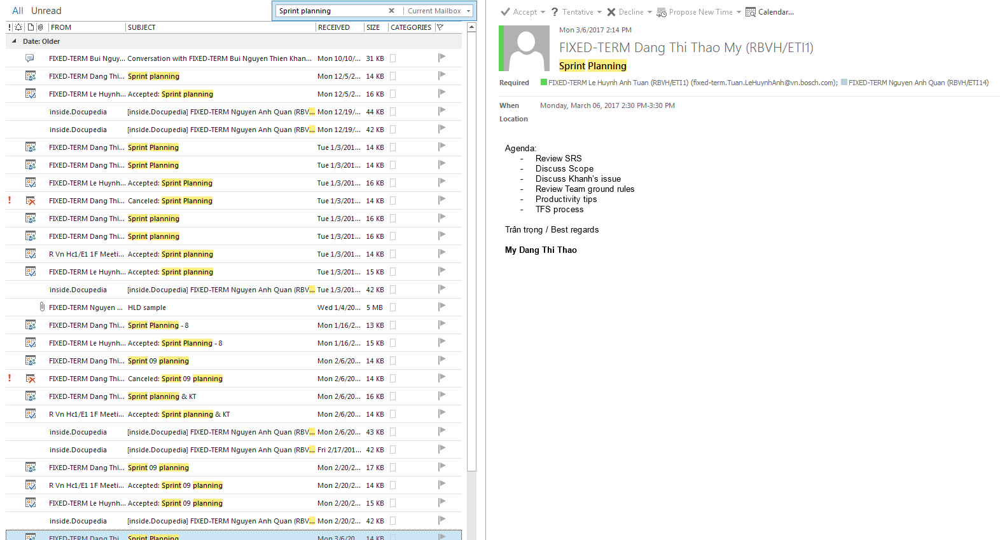 All Unread
Sprint planning Current Mailbox
! FROM SUBJECT RECEIVED SIZE CATEGORIES
Date: Older
FIXED-TERM Bui Nguy... Conversation with FIXED-TERM Bui Nguyen Thien Khan... Mon 10/10/... 31 KB
FIXED-TERM Dang Thi... Sprint planning Mon 12/5/2... 14 KB
FIXED-TERM Le Huynh... Accepted: Sprint planning Mon 12/5/2... 16 KB
inside.Docupedia [inside.Docupedia] FIXED-TERM Nguyen Anh Quan (RBV... Mon 12/19/... 44 KB
inside.Docupedia [inside.Docupedia] FIXED-TERM Nguyen Anh Quan (RBV... Mon 12/19/... 42 KB
FIXED-TERM Dang Thi... Sprint Planning Tue 1/3/201... 14 KB
FIXED-TERM Dang Thi... Sprint Planning Tue 1/3/201... 14 KB
FIXED-TERM Le Huynh... Accepted: Sprint Planning Tue 1/3/201... 16 KB
! FIXED-TERM Dang Thi... Canceled: Sprint Planning Tue 1/3/201... 14 KB
FIXED-TERM Dang Thi... Sprint planning Tue 1/3/201... 16 KB
FIXED-TERM Dang Thi... Sprint planning Tue 1/3/201... 16 KB
R Vn Hc1/E1 1F Meeti... Accepted: Sprint planning Tue 1/3/201... 14 KB
FIXED-TERM Le Huynh... Accepted: Sprint planning Tue 1/3/201... 15 KB
inside.Docupedia [inside.Docupedia] FIXED-TERM Nguyen Anh Quan (RBV... Tue 1/3/201... 42 KB
FIXED-TERM Nguyen ... HLD sample Wed 1/4/20... 5 MB
FIXED-TERM Dang Thi... Sprint Planning - 8 Mon 1/16/2... 13 KB
FIXED-TERM Le Huynh... Accepted: Sprint Planning - 8 Mon 1/16/2... 15 KB
FIXED-TERM Dang Thi... Sprint 09 planning Mon 2/6/20... 14 KB
! FIXED-TERM Dang Thi... Canceled: Sprint 09 planning Mon 2/6/20... 14 KB
FIXED-TERM Dang Thi... Sprint planning & KT Mon 2/6/20... 16 KB
R Vn Hc1/E1 1F Meeti... Accepted: Sprint planning & KT Mon 2/6/20... 14 KB
inside.Docupedia [inside.Docupedia] FIXED-TERM Nguyen Anh Quan (RBV... Mon 2/6/20... 43 KB
inside.Docupedia [inside.Docupedia] FIXED-TERM Nguyen Anh Quan (RBV... Fri 2/17/201... 42 KB
FIXED-TERM Dang Thi... Sprint 09 planning Mon 2/20/2... 17 KB
R Vn Hc1/E1 1F Meeti... Accepted: Sprint 09 planning Mon 2/20/2... 14 KB
FIXED-TERM Le Huynh... Accepted: Sprint 09 planning Mon 2/20/2... 15 KB
inside.Docupedia [inside.Docupedia] FIXED-TERM Nguyen Anh Quan (RBV... Mon 2/20/2... 42 KB
FIXED-TERM Dang Thi... Sprint Planning Mon 3/6/20... 14 KB
Accept ? Tentative Decline Propose New Time Calendar...
Mon 3/6/2017 2:14 PM
FIXED-TERM Dang Thi Thao My (RBVH/ETI1)
Sprint Planning
Required FIXED-TERM Le Huynh Anh Tuan (RBVH/ETI1) (fixed-term.Tuan.LeHuynhAnh@vn.bosch.com); FIXED-TERM Nguyen Anh Quan (RBVH/ETI14)
When Monday, March 06, 2017 2:30 PM-3:30 PM
Location
Agenda:
- Review SRS
- Discuss Scope
- Discuss Khanh's issue
- Review Team ground rules
- Productivity tips
- TFS process
Trân trọng / Best regards
My Dang Thi Thao